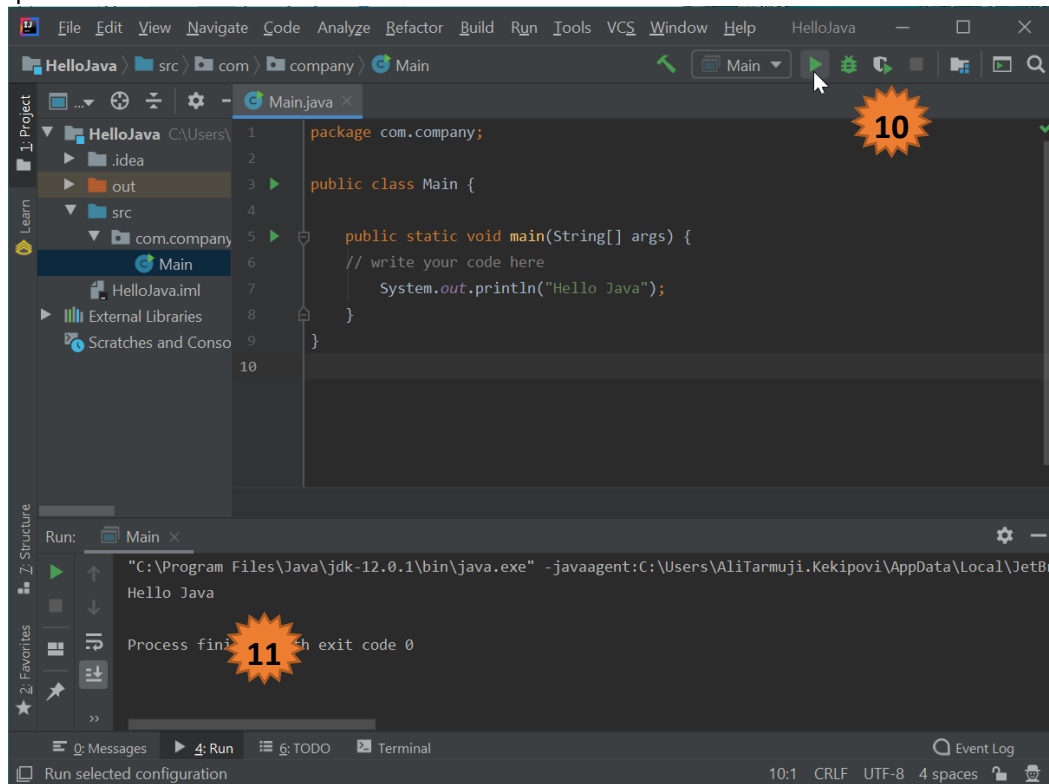 File Edit View Navigate Code Analyze Refactor Build Run Tools VCS Window Help HelloJava
HelloJava src com company Main Main
10
1: Project
Learn
Z: Structure
2: Favorites
...
Main.java
HelloJava C:\Users\
.idea
out
src
com.company
Main
HelloJava.iml
External Libraries
Scratches and Conso
1 package com.company;
2
3 public class Main {
4
5 public static void main(String[] args) {
6 // write your code here
7 System.out.println("Hello Java");
8 }
9 }
10
Run: Main
"C:\Program Files\Java\jdk-12.0.1\bin\java.exe" -javaagent:C:\Users\AliTarmuji.Kekipovi\AppData\Local\JetBr
Hello Java
Process exit code 0
11
0: Messages 4: Run 6: TODO Terminal Event Log
Run selected configuration 10:1 CRLF UTF-8 4 spaces